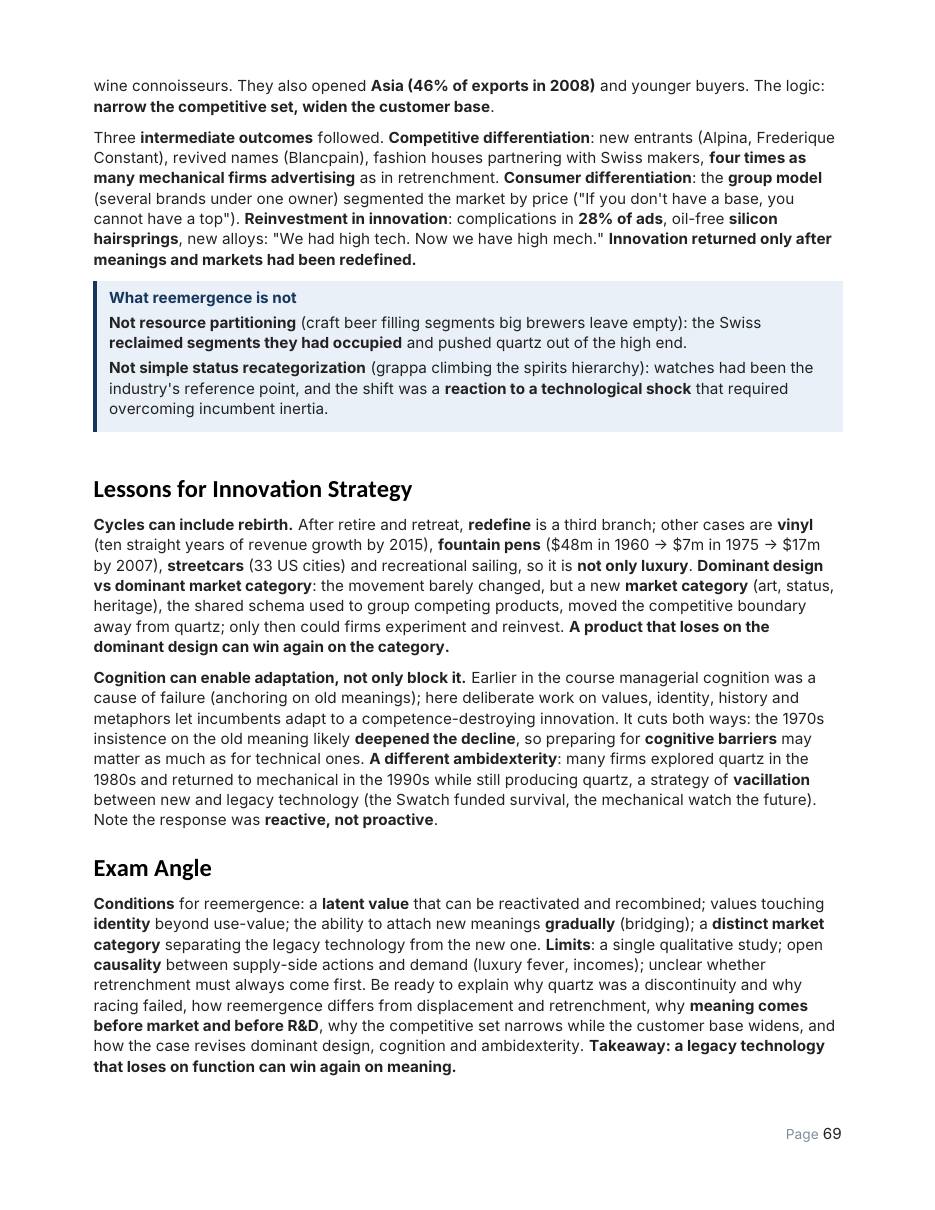 wine connoisseurs. They also opened Asia (46% of exports in 2008) and younger buyers. The logic:
narrow the competitive set, widen the customer base.
Three intermediate outcomes followed. Competitive differentiation: new entrants (Alpina, Frederique
Constant), revived names (Blancpain), fashion houses partnering with Swiss makers, four times as
many mechanical firms advertising as in retrenchment. Consumer differentiation: the group model
(several brands under one owner) segmented the market by price ("If you don't have a base, you
cannot have a top"). Reinvestment in innovation: complications in 28% of ads, oil-free silicon
hairsprings, new alloys: "We had high tech. Now we have high mech." Innovation returned only after
meanings and markets had been redefined.
What reemergence is not
Not resource partitioning (craft beer filling segments big brewers leave empty): the Swiss
reclaimed segments they had occupied and pushed quartz out of the high end.
Not simple status recategorization (grappa climbing the spirits hierarchy): watches had been the
industry's reference point, and the shift was a reaction to a technological shock that required
overcoming incumbent inertia.
Lessons for Innovation Strategy
Cycles can include rebirth. After retire and retreat, redefine is a third branch; other cases are vinyl
(ten straight years of revenue growth by 2015), fountain pens ($48m in 1960 → $7m in 1975 → $17m
by 2007), streetcars (33 US cities) and recreational sailing, so it is not only luxury. Dominant design
vs dominant market category: the movement barely changed, but a new market category (art, status,
heritage), the shared schema used to group competing products, moved the competitive boundary
away from quartz; only then could firms experiment and reinvest. A product that loses on the
dominant design can win again on the category.
Cognition can enable adaptation, not only block it. Earlier in the course managerial cognition was a
cause of failure (anchoring on old meanings); here deliberate work on values, identity, history and
metaphors let incumbents adapt to a competence-destroying innovation. It cuts both ways: the 1970s
insistence on the old meaning likely deepened the decline, so preparing for cognitive barriers may
matter as much as for technical ones. A different ambidexterity: many firms explored quartz in the
1980s and returned to mechanical in the 1990s while still producing quartz, a strategy of vacillation
between new and legacy technology (the Swatch funded survival, the mechanical watch the future).
Note the response was reactive, not proactive.
Exam Angle
Conditions for reemergence: a latent value that can be reactivated and recombined; values touching
identity beyond use-value; the ability to attach new meanings gradually (bridging); a distinct market
category separating the legacy technology from the new one. Limits: a single qualitative study; open
causality between supply-side actions and demand (luxury fever, incomes); unclear whether
retrenchment must always come first. Be ready to explain why quartz was a discontinuity and why
racing failed, how reemergence differs from displacement and retrenchment, why meaning comes
before market and before R&D, why the competitive set narrows while the customer base widens, and
how the case revises dominant design, cognition and ambidexterity. Takeaway: a legacy technology
that loses on function can win again on meaning.
Page 69